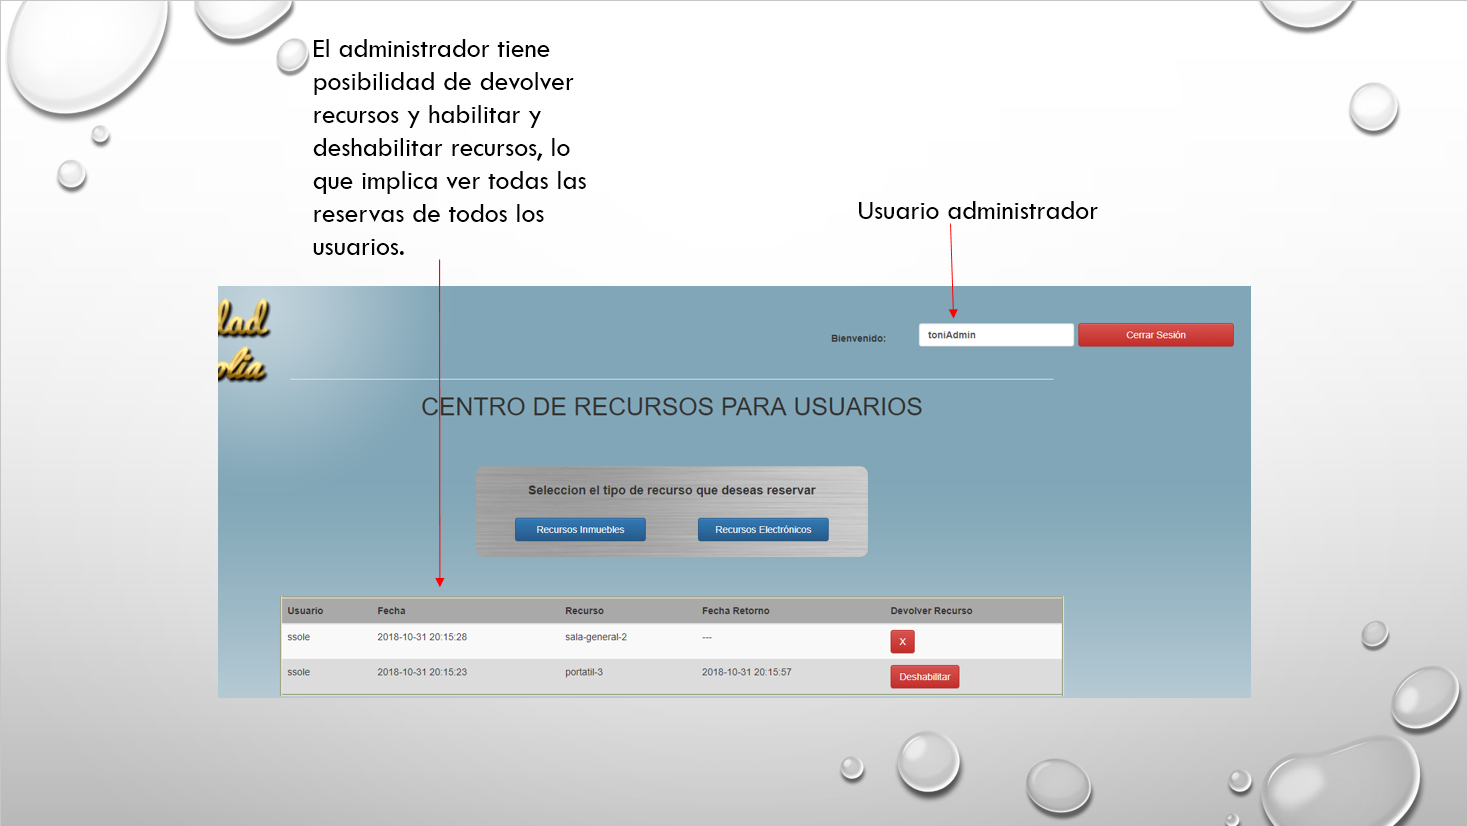 El administrador tiene
posibilidad de devolver
recursos y habilitar y
deshabilitar recursos, lo
que implica ver todas las
reservas de todos los
usuarios.
Usuario administrador
dad
olia
Bienvenido:
toniAdmin
Cerrar Sesión
CENTRO DE RECURSOS PARA USUARIOS
Seleccion el tipo de recurso que deseas reservar
Recursos Inmuebles
Recursos Electrónicos
Usuario Fecha Recurso Fecha Retorno Devolver Recurso
ssole 2018-10-31 20:15:28 sala-general-2 --- X
ssole 2018-10-31 20:15:23 portatil-3 2018-10-31 20:15:57 Deshabilitar